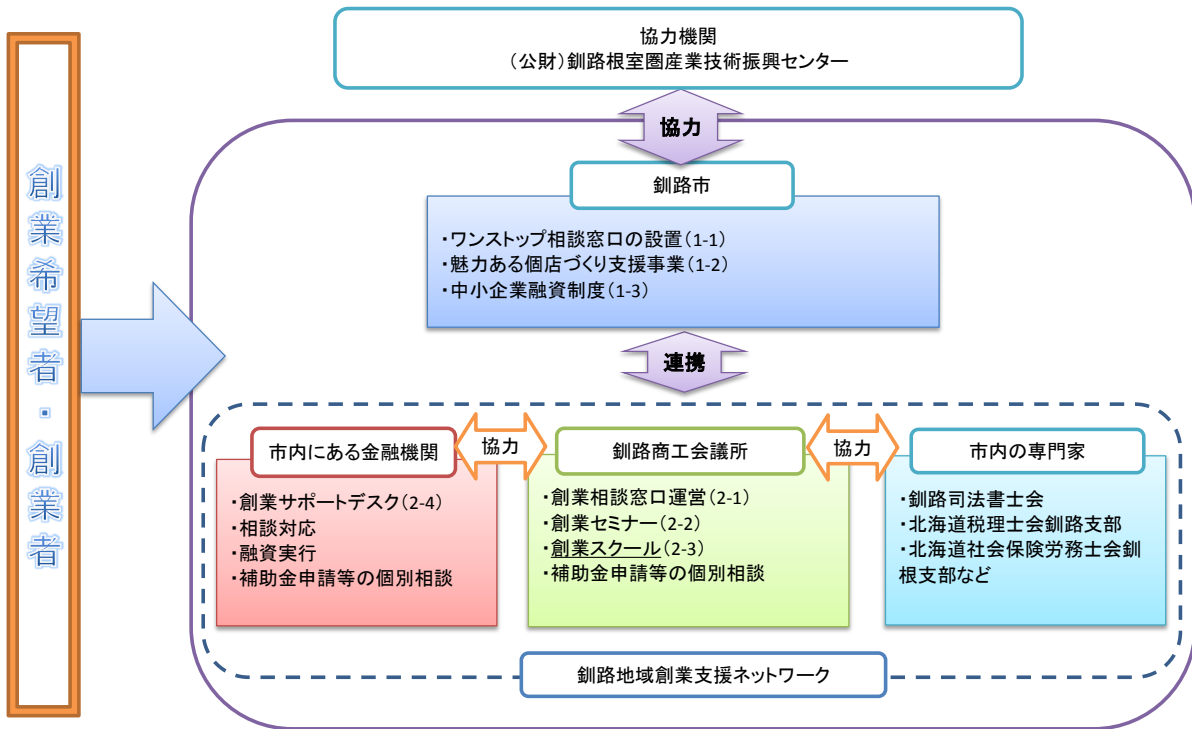 創業希望者・創業者
協力機関
（公財）釧路根室圏産業技術振興センター
協力
釧路市
・ワンストップ相談窓口の設置（1-1）
・魅力ある個店づくり支援事業（1-2）
・中小企業融資制度（1-3）
連携
市内にある金融機関
・創業サポートデスク（2-4）
・相談対応
・融資実行
・補助金申請等の個別相談
協力
釧路商工会議所
・創業相談窓口運営（2-1）
・創業セミナー（2-2）
・創業スクール（2-3）
・補助金申請等の個別相談
協力
市内の専門家
・釧路司法書士会
・北海道税理士会釧路支部
・北海道社会保険労務士会釧
根支部など
釧路地域創業支援ネットワーク